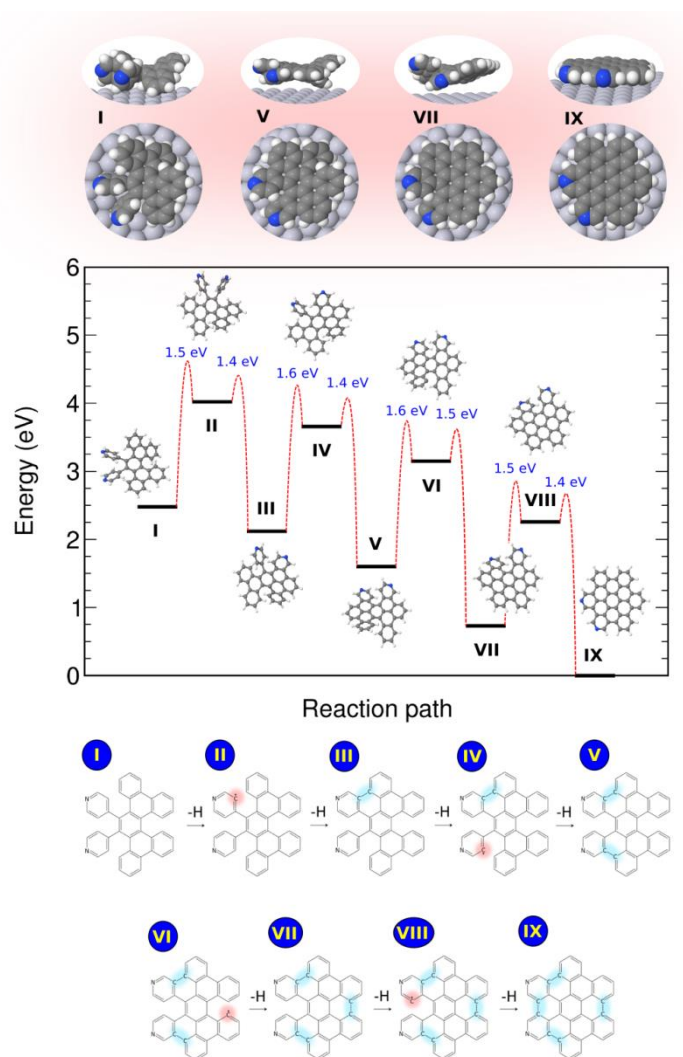 I V VII IX
6
5
4
3
2
1
0
Energy (eV)
1.5 eV 1.4 eV 1.6 eV 1.4 eV 1.6 eV 1.5 eV 1.5 eV 1.4 eV
I II III IV V VI VII VIII IX
Reaction path
I II III IV V
N N -H N N -H N N -H N N -H N N
VI VII VIII IX
N N -H N N -H N N -H N N